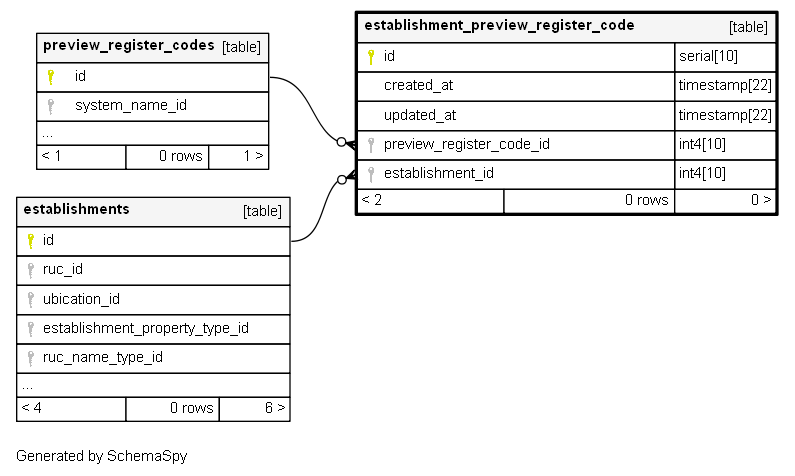 preview_register_codes [table]
id
system_name_id
...
< 1 0 rows 1 >
establishment_preview_register_code [table]
id serial[10]
created_at timestamp[22]
updated_at timestamp[22]
preview_register_code_id int4[10]
establishment_id int4[10]
< 2 0 rows 0 >
establishments [table]
id
ruc_id
ubication_id
establishment_property_type_id
ruc_name_type_id
...
< 4 0 rows 6 >
Generated by SchemaSpy